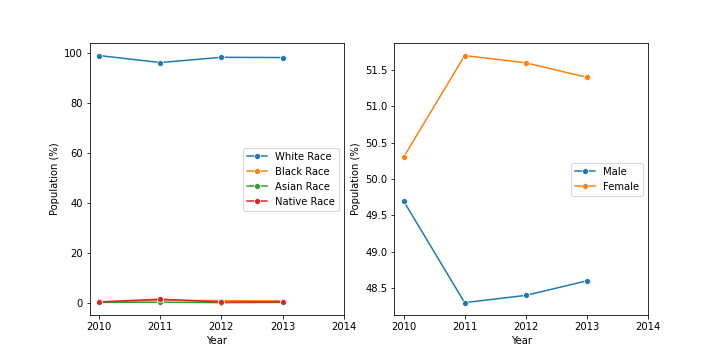 100
80
60
40
20
0
Population (%)
White Race
Black Race
Asian Race
Native Race
2010 2011 2012 2013 2014
Year
51.5
51.0
50.5
50.0
49.5
49.0
48.5
Population (%)
Male
Female
2010 2011 2012 2013 2014
Year